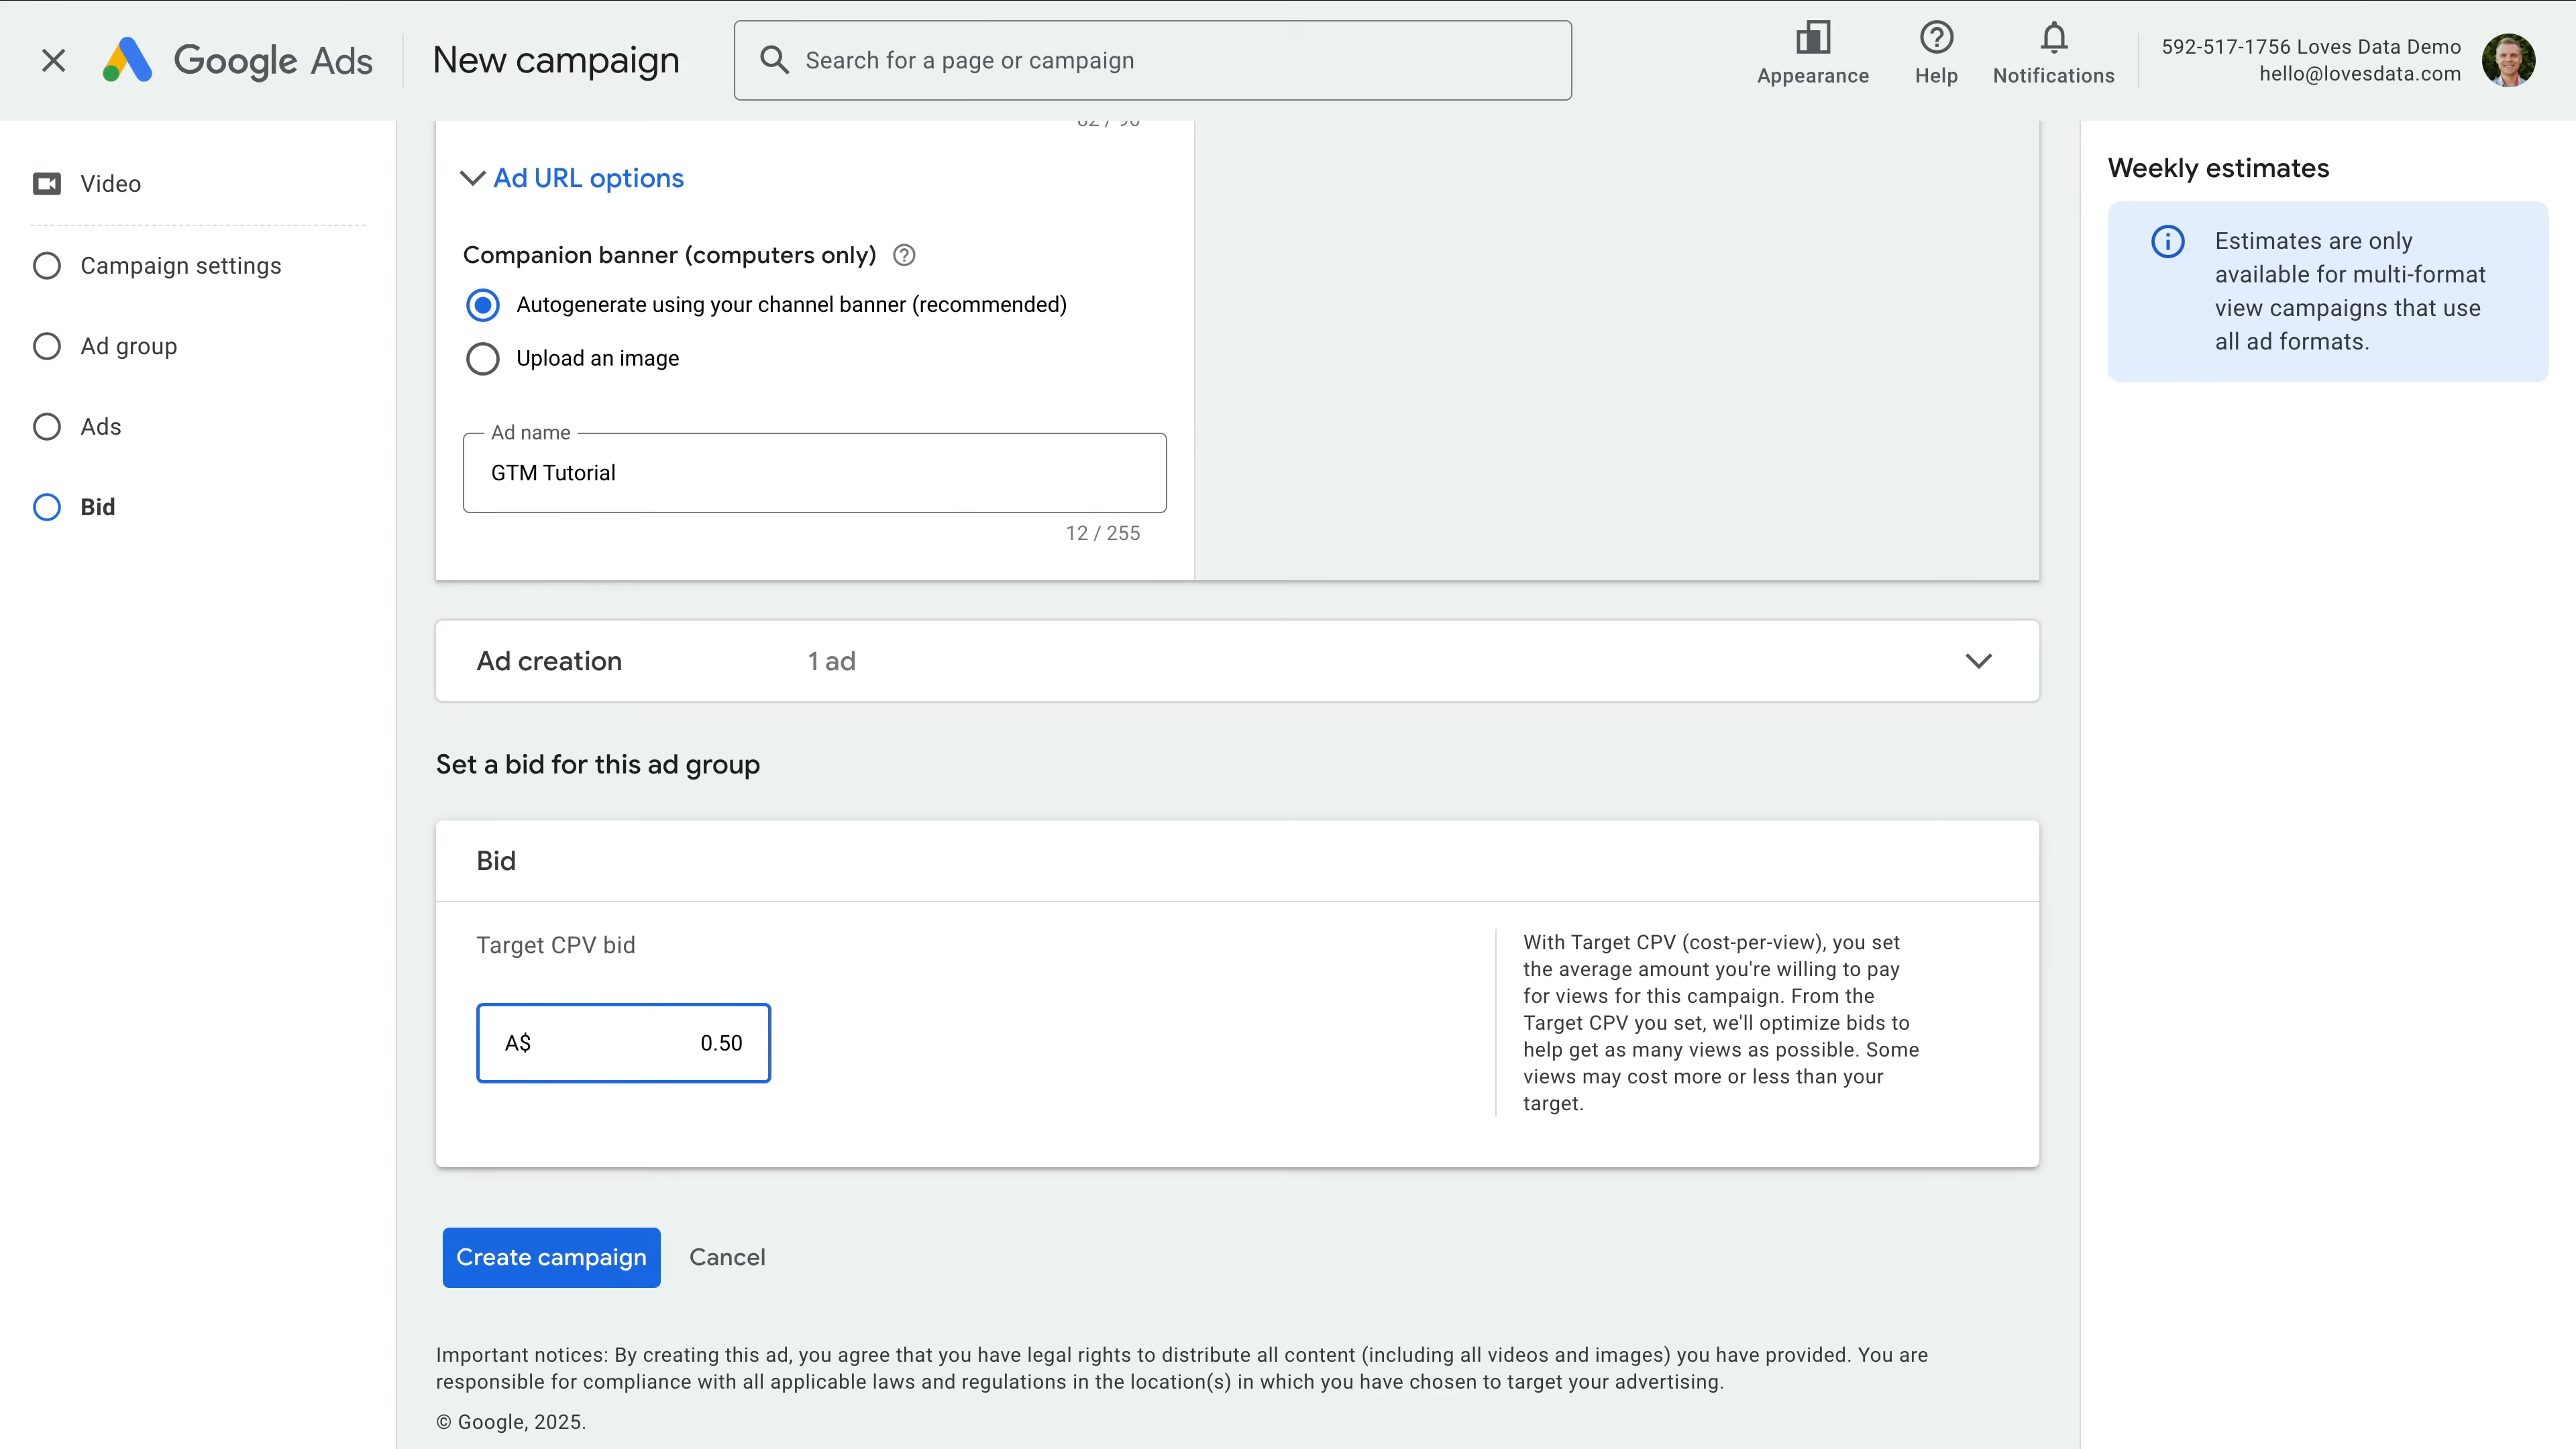 Google Ads
New campaign
Search for a page or campaign
Appearance
Help
Notifications
592-517-1756 Loves Data Demo
hello@lovesdata.com
Video
Campaign settings
Ad group
Ads
Bid
82 / 90
Ad URL options
Companion banner (computers only)
Autogenerate using your channel banner (recommended)
Upload an image
Ad name
GTM Tutorial
12 / 255
Ad creation
1 ad
Set a bid for this ad group
Bid
Target CPV bid
A$ 0.50
With Target CPV (cost-per-view), you set
the average amount you're willing to pay
for views for this campaign. From the
Target CPV you set, we'll optimize bids to
help get as many views as possible. Some
views may cost more or less than your
target.
Create campaign
Cancel
Important notices: By creating this ad, you agree that you have legal rights to distribute all content (including all videos and images) you have provided. You are
responsible for compliance with all applicable laws and regulations in the location(s) in which you have chosen to target your advertising.
© Google, 2025.
Weekly estimates
Estimates are only
available for multi-format
view campaigns that use
all ad formats.